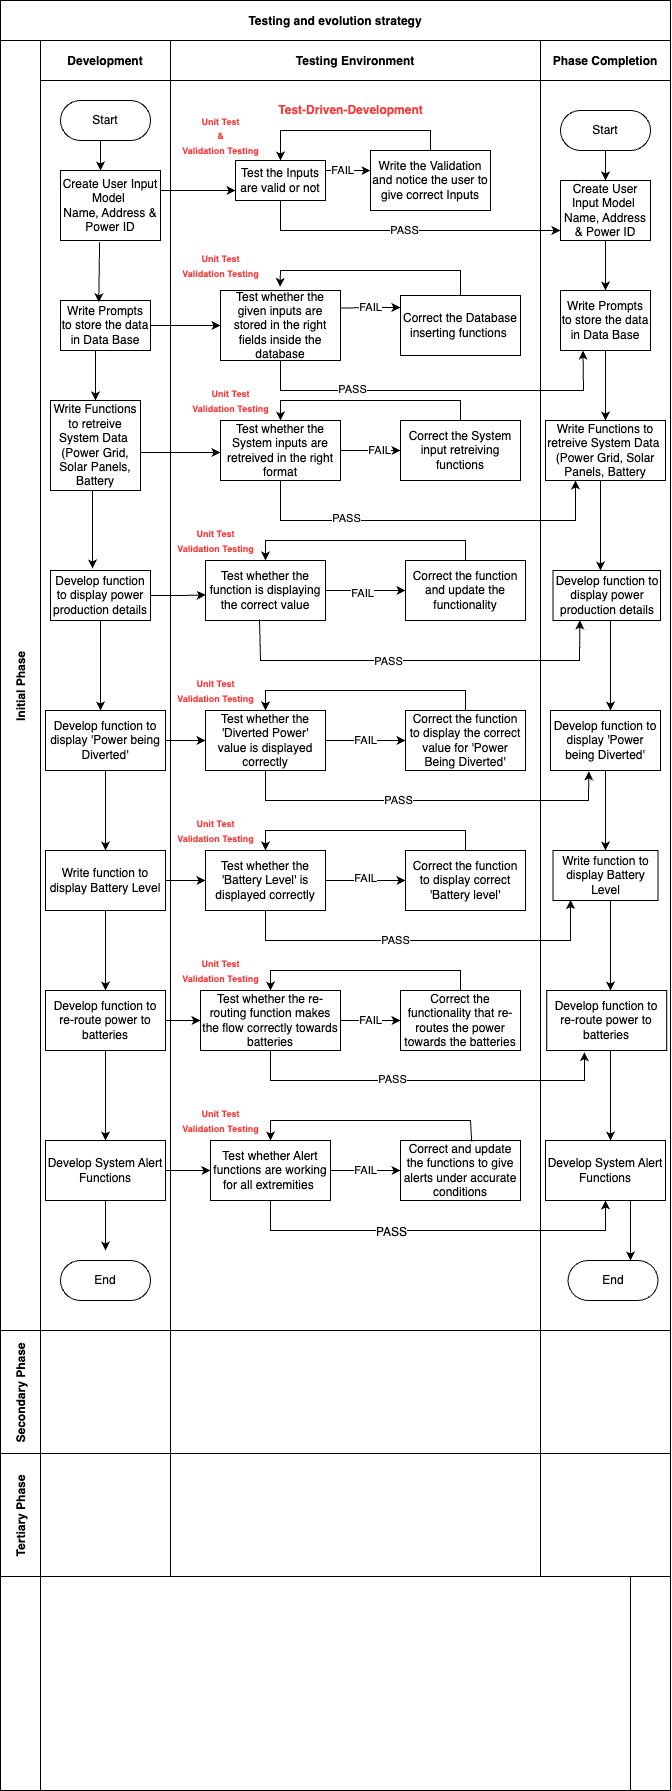 Testing and evolution strategy
Development
Testing Environment
Phase Completion
Initial Phase
Test-Driven-Development
Start
Unit Test
&
Validation Testing
Start
Create User Input
Model
Name, Address &
Power ID
Test the Inputs
are valid or not
FAIL
Write the Validation
and notice the user to
give correct Inputs
PASS
Create User
Input Model
Name, Address
& Power ID
Unit Test
Validation Testing
Write Prompts
to store the data
in Data Base
Test whether the
given inputs are
stored in the right
fields inside the
database
FAIL
Correct the Database
inserting functions
PASS
Write Prompts
to store the data
in Data Base
Unit Test
Validation Testing
Write Functions
to retreive
System Data
(Power Grid,
Solar Panels,
Battery
Test whether the
System inputs are
retreived in the right
format
FAIL
Correct the System
input retreiving
functions
PASS
Write Functions to
retreive System Data
(Power Grid, Solar
Panels, Battery
Unit Test
Validation Testing
Develop function
to display power
production details
Test whether the
function is displaying
the correct value
FAIL
Correct the function
and update the
functionality
PASS
Develop function
to display power
production details
Unit Test
Validation Testing
Develop function to
display 'Power being
Diverted'
Test whether the
'Diverted Power'
value is displayed
correctly
FAIL
Correct the function
to display the correct
value for 'Power
Being Diverted'
PASS
Develop function to
display 'Power
being Diverted'
Unit Test
Validation Testing
Write function to
display Battery Level
Test whether the
'Battery Level' is
displayed correctly
FAIL
Correct the function
to display correct
'Battery level'
PASS
Write function to
display Battery
Level
Unit Test
Validation Testing
Develop function to
re-route power to
batteries
Test whether the re-
routing function makes
the flow correctly towards
batteries
FAIL
Correct the
functionality that re-
routes the power
towards the batteries
PASS
Develop function to
re-route power to
batteries
Unit Test
Validation Testing
Develop System Alert
Functions
Test whether Alert
functions are working
for all extremities
FAIL
Correct and update
the functions to give
alerts under accurate
conditions
PASS
Develop System Alert
Functions
End
End
Secondary Phase
Tertiary Phase